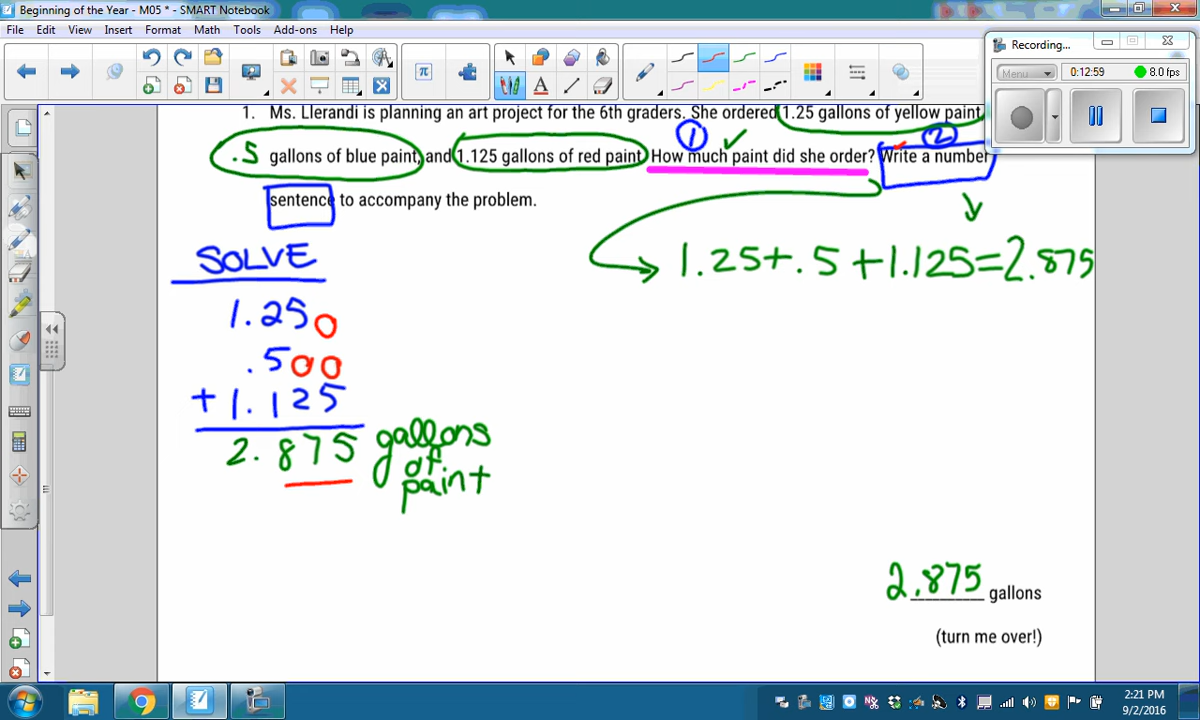 Beginning of the Year - M05 * - SMART Notebook
File Edit View Insert Format Math Tools Add-ons Help
Recording...
Menu
0:12:59
8.0 fps
1. Ms. Llerandi is planning an art project for the 6th graders. She ordered 1.25 gallons of yellow paint,
1 2
.5 gallons of blue paint, and 1.125 gallons of red paint. How much paint did she order? Write a number
sentence to accompany the problem.
SOLVE
1.25+.5+1.125=2.875
1.250
.500
+1.125
2.875 gallons
of
paint
2.875 gallons
(turn me over!)
2:21 PM
9/2/2016